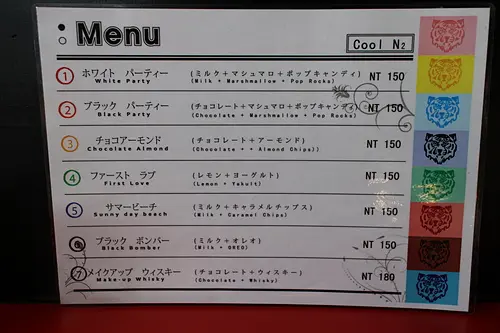 Menu
Cool N2
1 ホワイト パーティー (ミルク+マシュマロ+ポップキャンディ) NT 150
White Party (Milk + Marshmallow + Pop Rocks)
2 ブラック パーティー (チョコレート+マシュマロ+ポップキャンディ) NT 150
Black Party (Chocolate + Marshmallow + Pop Rocks)
3 チョコアーモンド (チョコレート+アーモンド) NT 150
Chocolate Almond (Chocolate + + Almond Chips))
4 ファースト ラブ (レモン+ヨーグルト) NT 150
First Love (Lemon + Yakult)
5 サマービーチ (ミルク+キャラメルチップス) NT 150
Sunny day beach (Milk + Caramel Chips)
6 ブラック ボンバー (ミルク+オレオ) NT 150
Black Bomber (Milk + OREO)
7 メイクアップ ウィスキー (チョコレート+ウィスキー) NT 180
Make-up Whisky (Chocolate + Whisky)